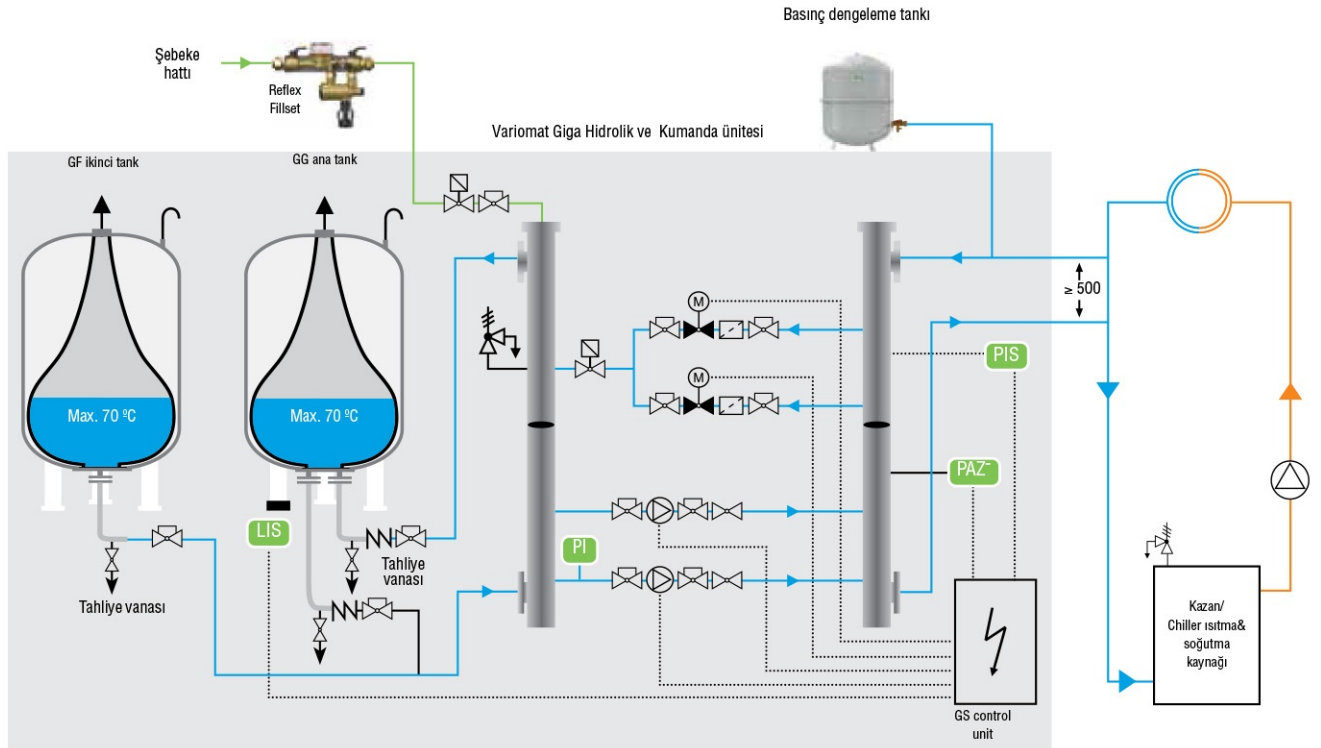 Basınç dengeleme tankı
Şebeke
hattı
Reflex
Fillset
Variomat Giga Hidrolik ve Kumanda ünitesi
GF ikinci tank
GG ana tank
≥ 500
M
PIS
M
Max. 70 ºC
Max. 70 ºC
PAZ⁻
LIS
PI
Tahliye
vanası
Tahliye vanası
Kazan/
Chiller ısıtma&
soğutma
kaynağı
GS control
unit